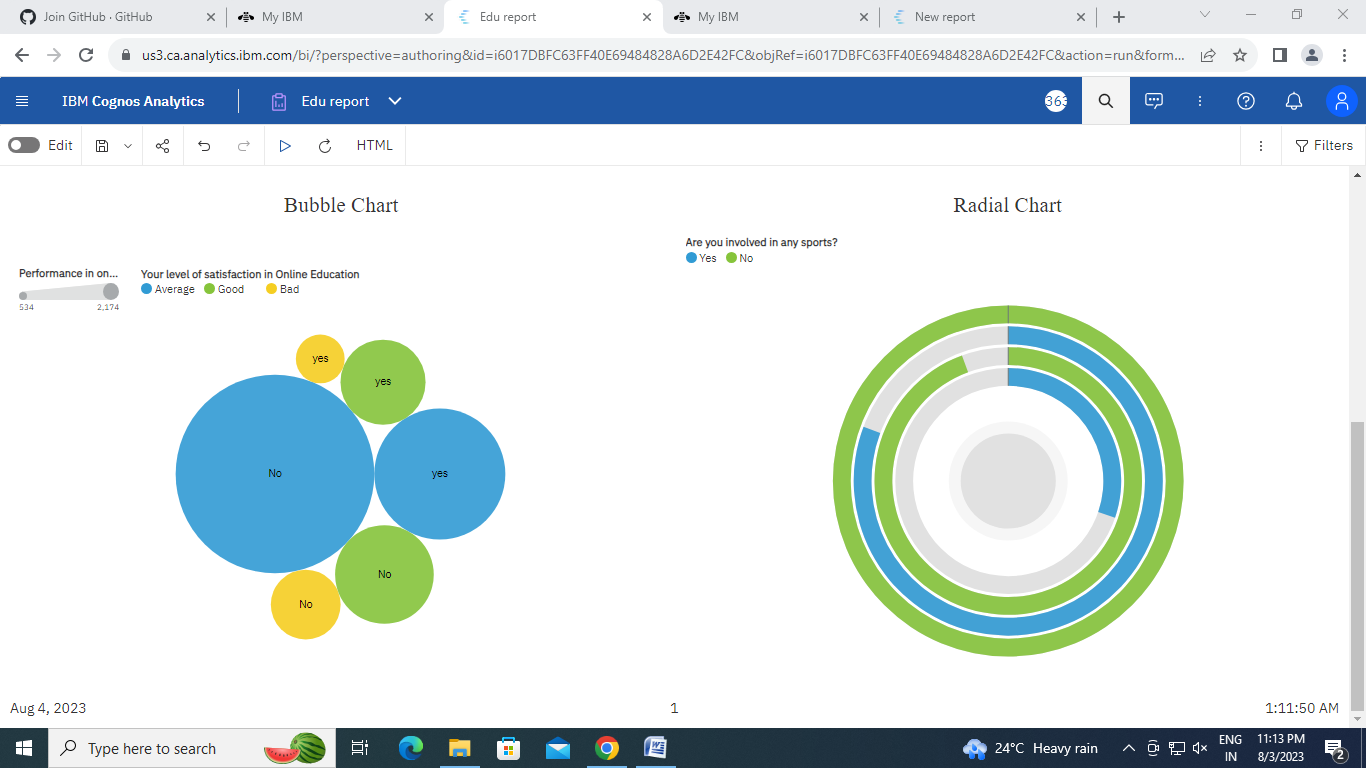 Join GitHub · GitHub
My IBM
Edu report
My IBM
New report
us3.ca.analytics.ibm.com/bi/?perspective=authoring&id=i6017DBFC63FF40E69484828A6D2E42FC&objRef=i6017DBFC63FF40E69484828A6D2E42FC&action=run&form...
IBM Cognos Analytics
Edu report
363
Edit
HTML
Filters
Bubble Chart
Performance in on...
534 2,174
Your level of satisfaction in Online Education
Average Good Bad
yes
yes
No
yes
No
No
Radial Chart
Are you involved in any sports?
Yes No
Aug 4, 2023
1
1:11:50 AM
Type here to search
24°C Heavy rain
ENG
IN
11:13 PM
8/3/2023
2